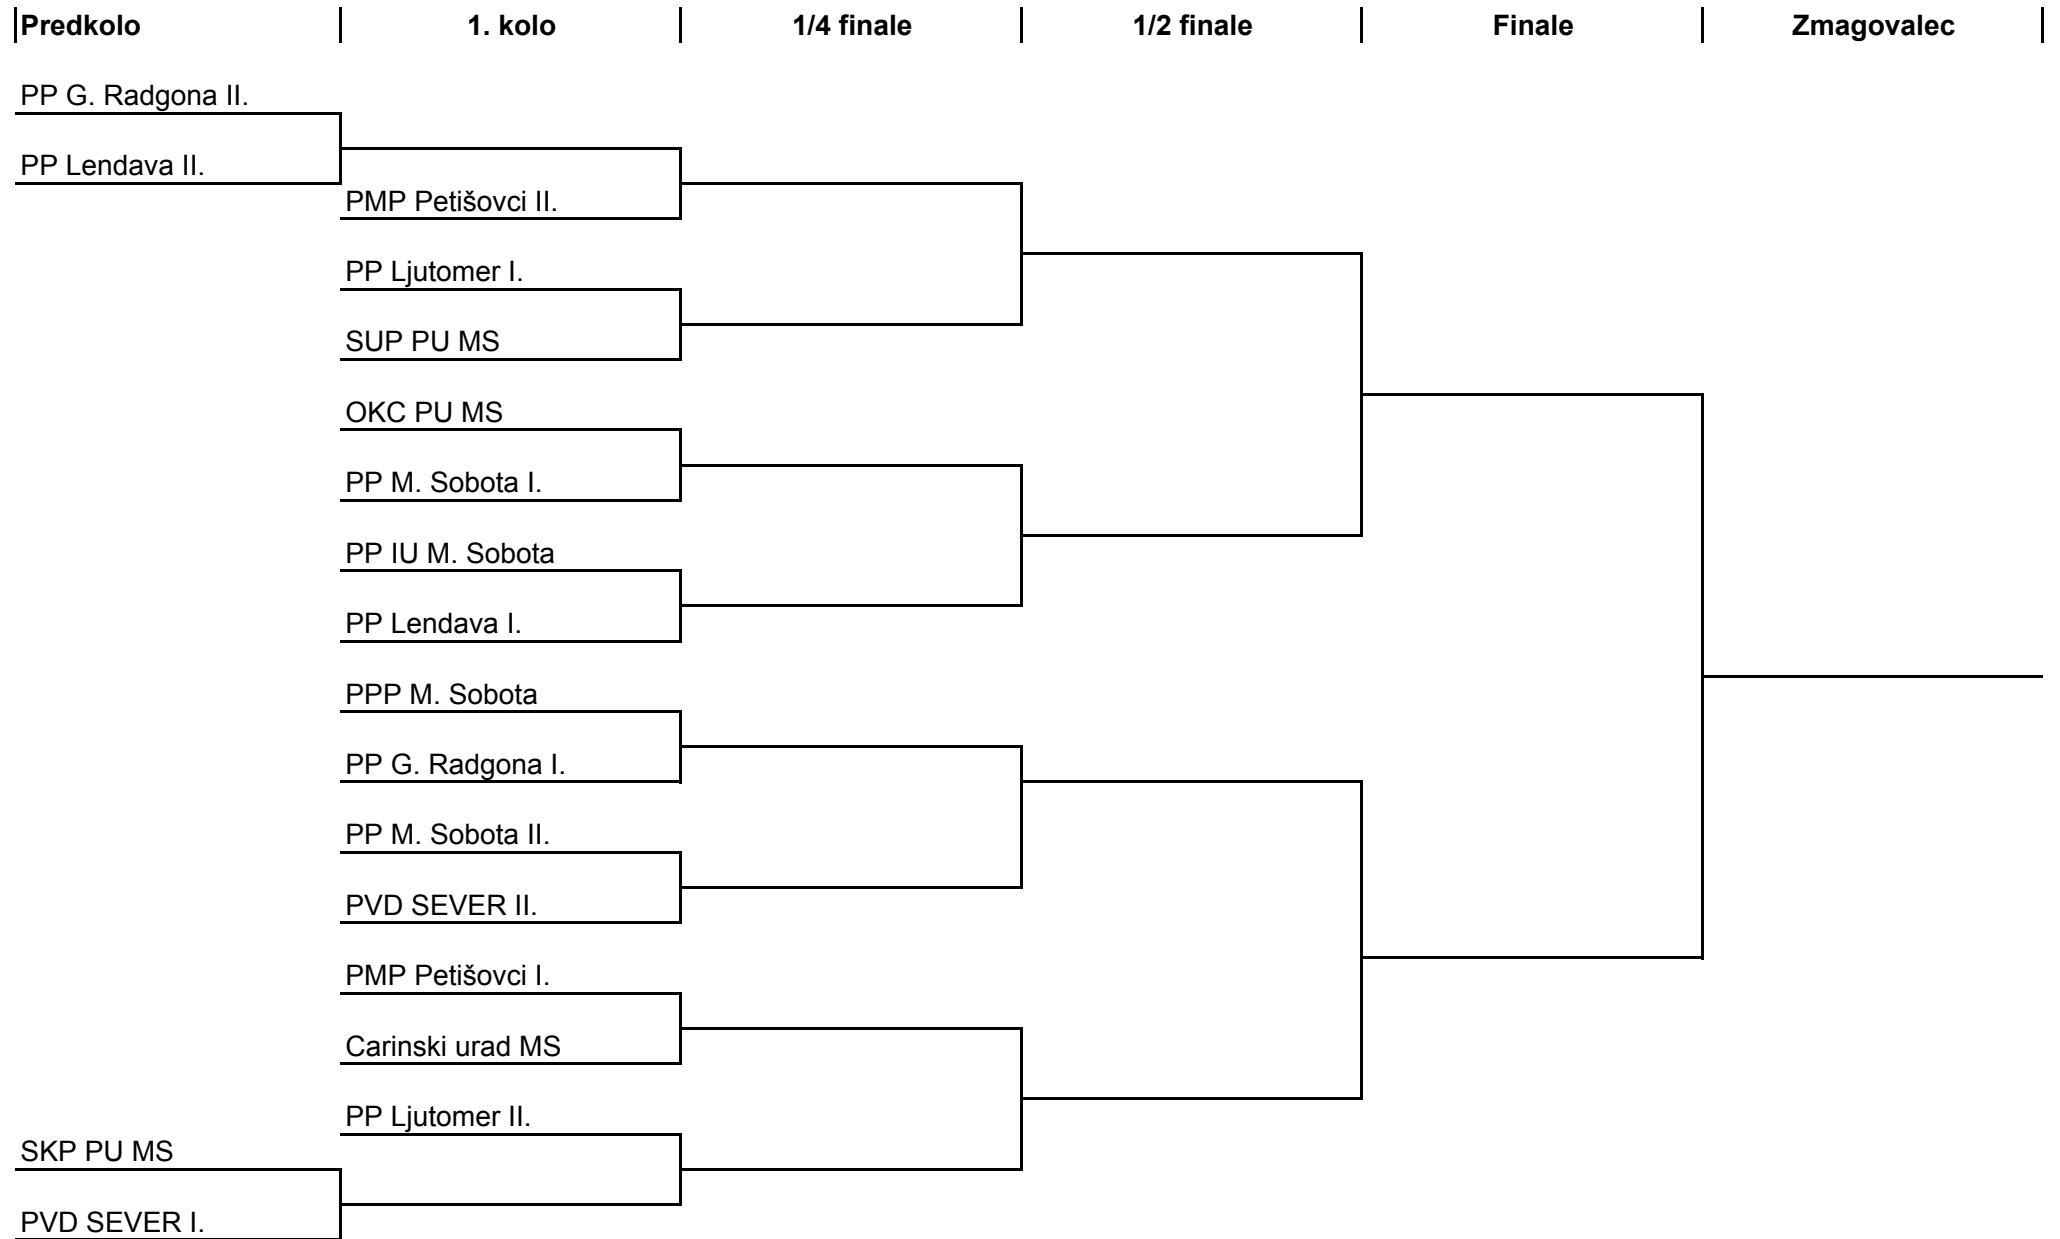 Predkolo 1. kolo 1/4 finale 1/2 finale Finale Zmagovalec
PP G. Radgona II.
PP Lendava II.
PMP Petišovci II.
PP Ljutomer I.
SUP PU MS
OKC PU MS
PP M. Sobota I.
PP IU M. Sobota
PP Lendava I.
PPP M. Sobota
PP G. Radgona I.
PP M. Sobota II.
PVD SEVER II.
PMP Petišovci I.
Carinski urad MS
PP Ljutomer II.
SKP PU MS
PVD SEVER I.